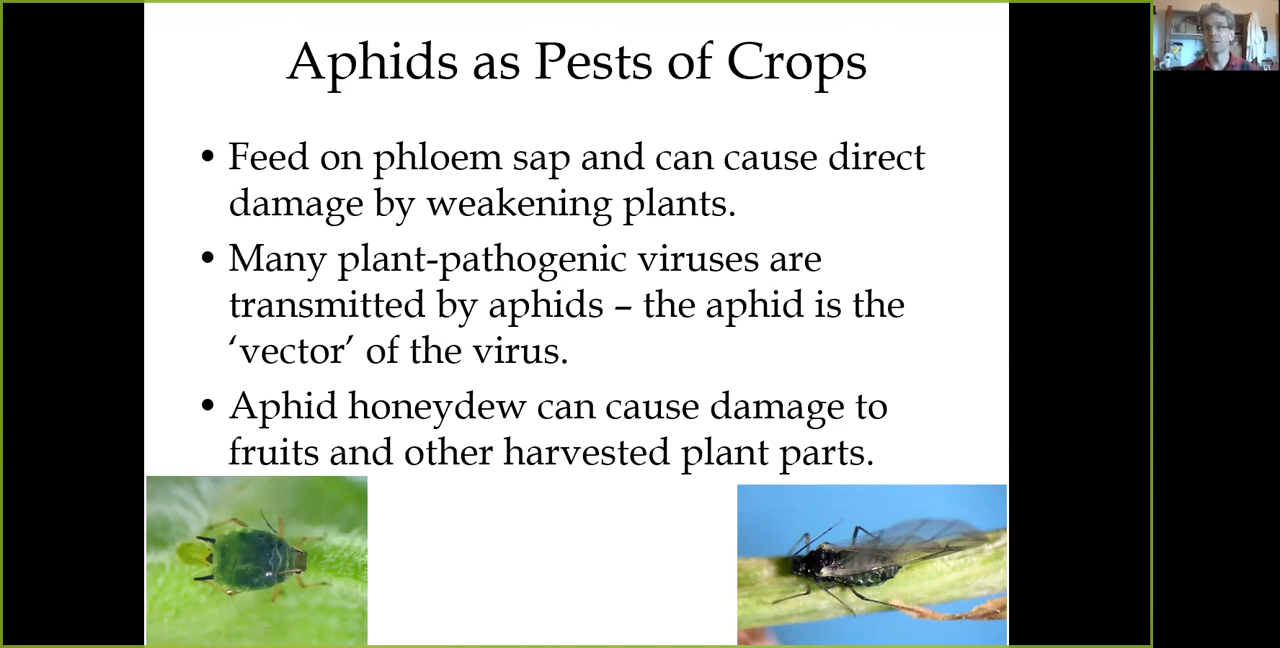 Aphids as Pests of Crops
• Feed on phloem sap and can cause direct
damage by weakening plants.
• Many plant-pathogenic viruses are
transmitted by aphids – the aphid is the
‘vector’ of the virus.
• Aphid honeydew can cause damage to
fruits and other harvested plant parts.